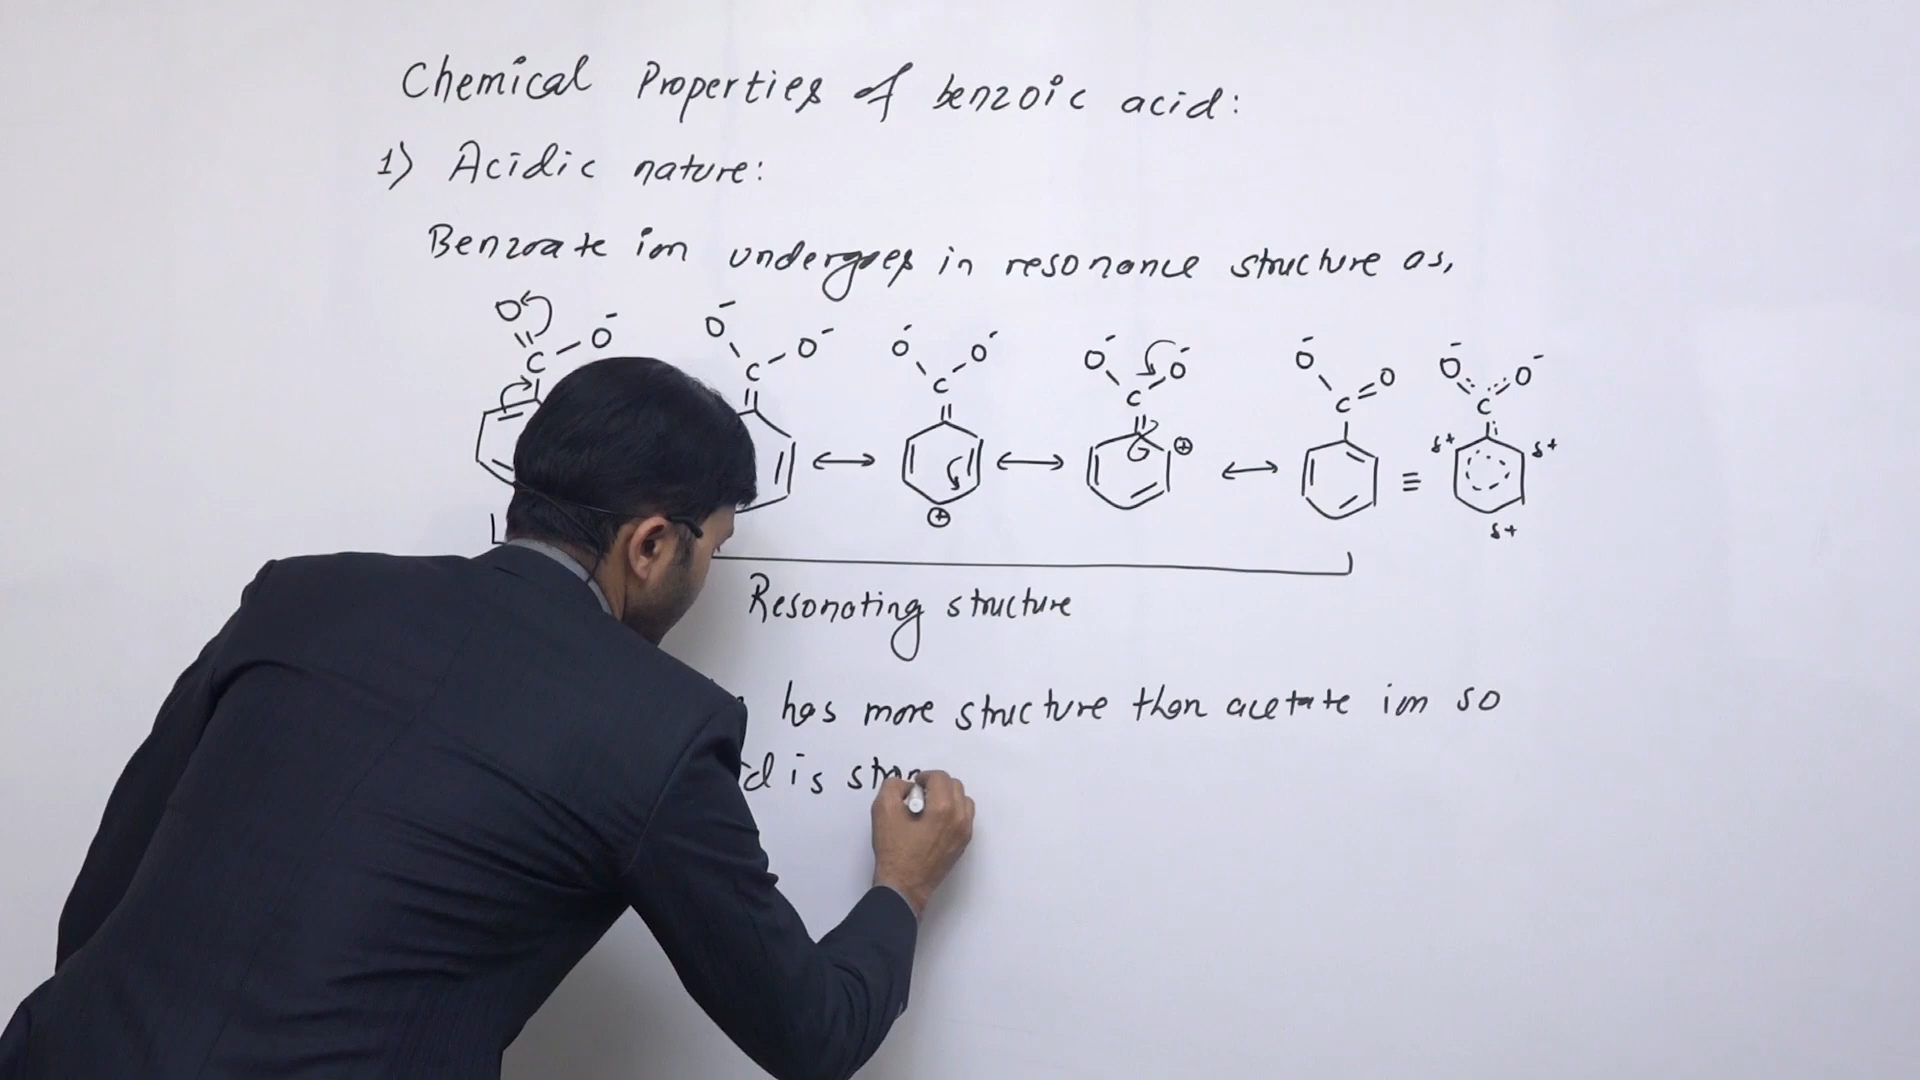 Chemical Properties of benzoic acid:
1) Acidic nature:
Benzoate ion undergoes in resonance structure as,
O O⁻ O⁻ O⁻ O⁻ O⁻ O⁻ O⁻ O⁻ O O⁻ O⁻
C C C C C C
⊕ δ+ δ+
≡
⊕ δ+
Resonating structure
has more structure than acetate ion so
is